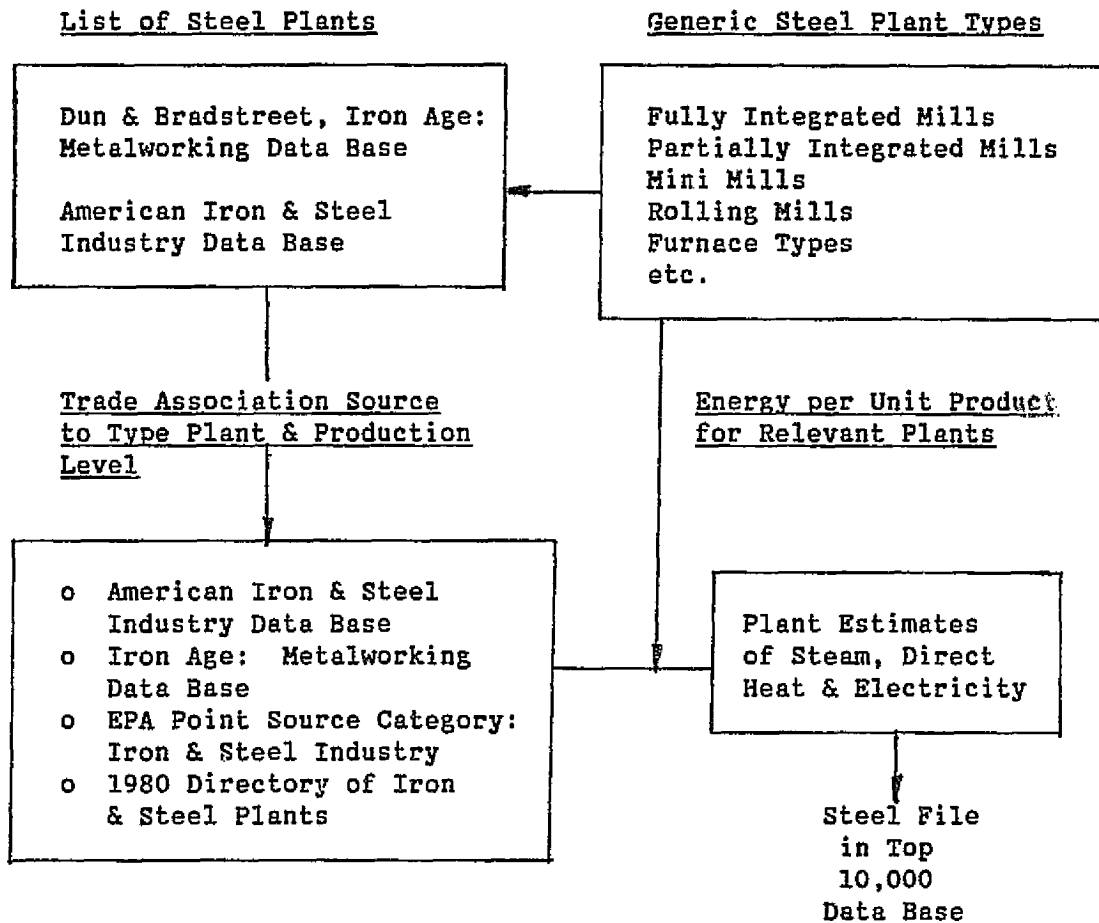 List of Steel Plants
Generic Steel Plant Types
Dun & Bradstreet, Iron Age:
Metalworking Data Base
American Iron & Steel
Industry Data Base
Fully Integrated Mills
Partially Integrated Mills
Mini Mills
Rolling Mills
Furnace Types
etc.
Trade Association Source
to Type Plant & Production
Level
Energy per Unit Product
for Relevant Plants
o American Iron & Steel
Industry Data Base
o Iron Age: Metalworking
Data Base
o EPA Point Source Category:
Iron & Steel Industry
o 1980 Directory of Iron
& Steel Plants
Plant Estimates
of Steam, Direct
Heat & Electricity
Steel File
in Top
10,000
Data Base